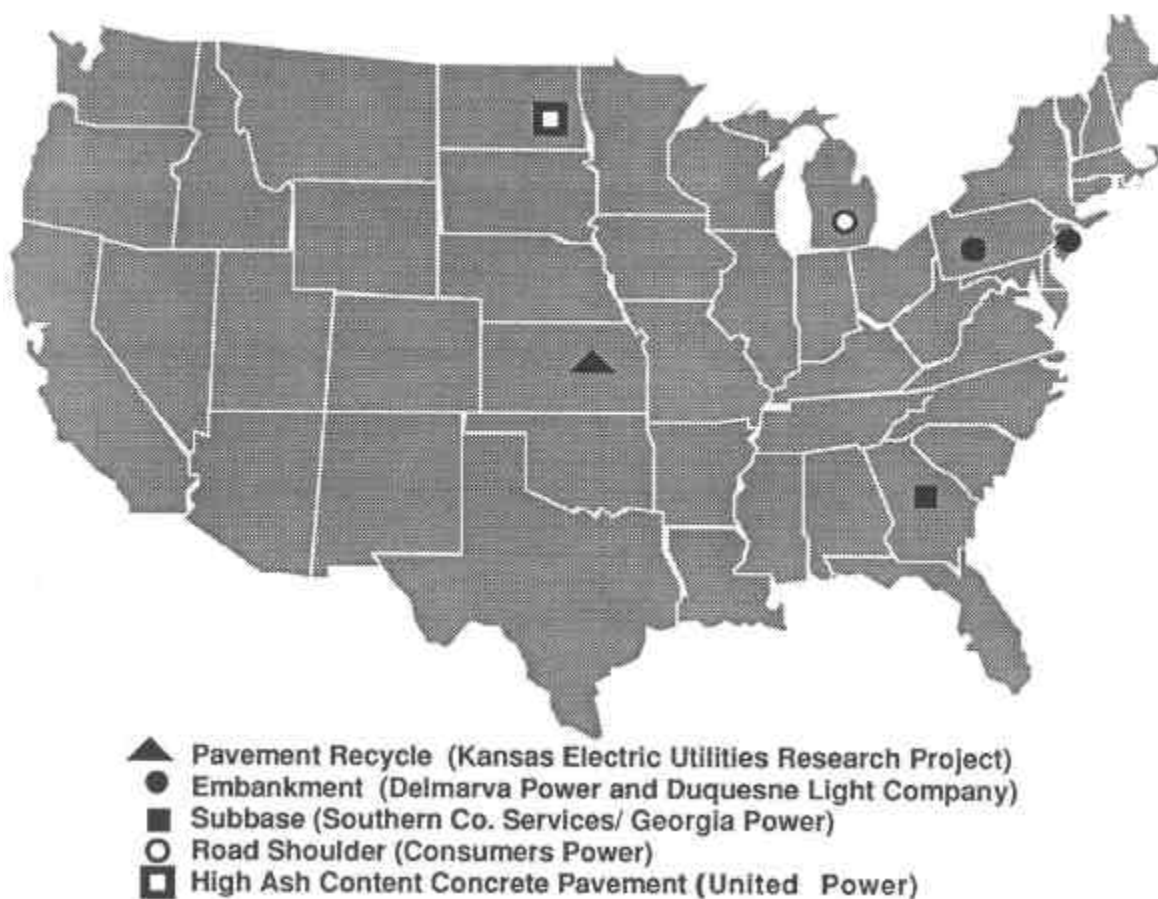 Pavement Recycle (Kansas Electric Utilities Research Project)
Embankment (Delmarva Power and Duquesne Light Company)
Subbase (Southern Co. Services/ Georgia Power)
Road Shoulder (Consumers Power)
High Ash Content Concrete Pavement (United Power)